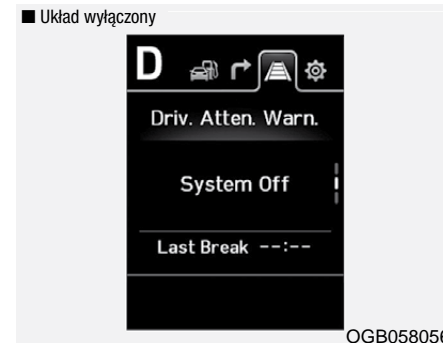 ■ Układ wyłączony
D
Driv. Atten. Warn.
System Off
Last Break --:--
OGB058056